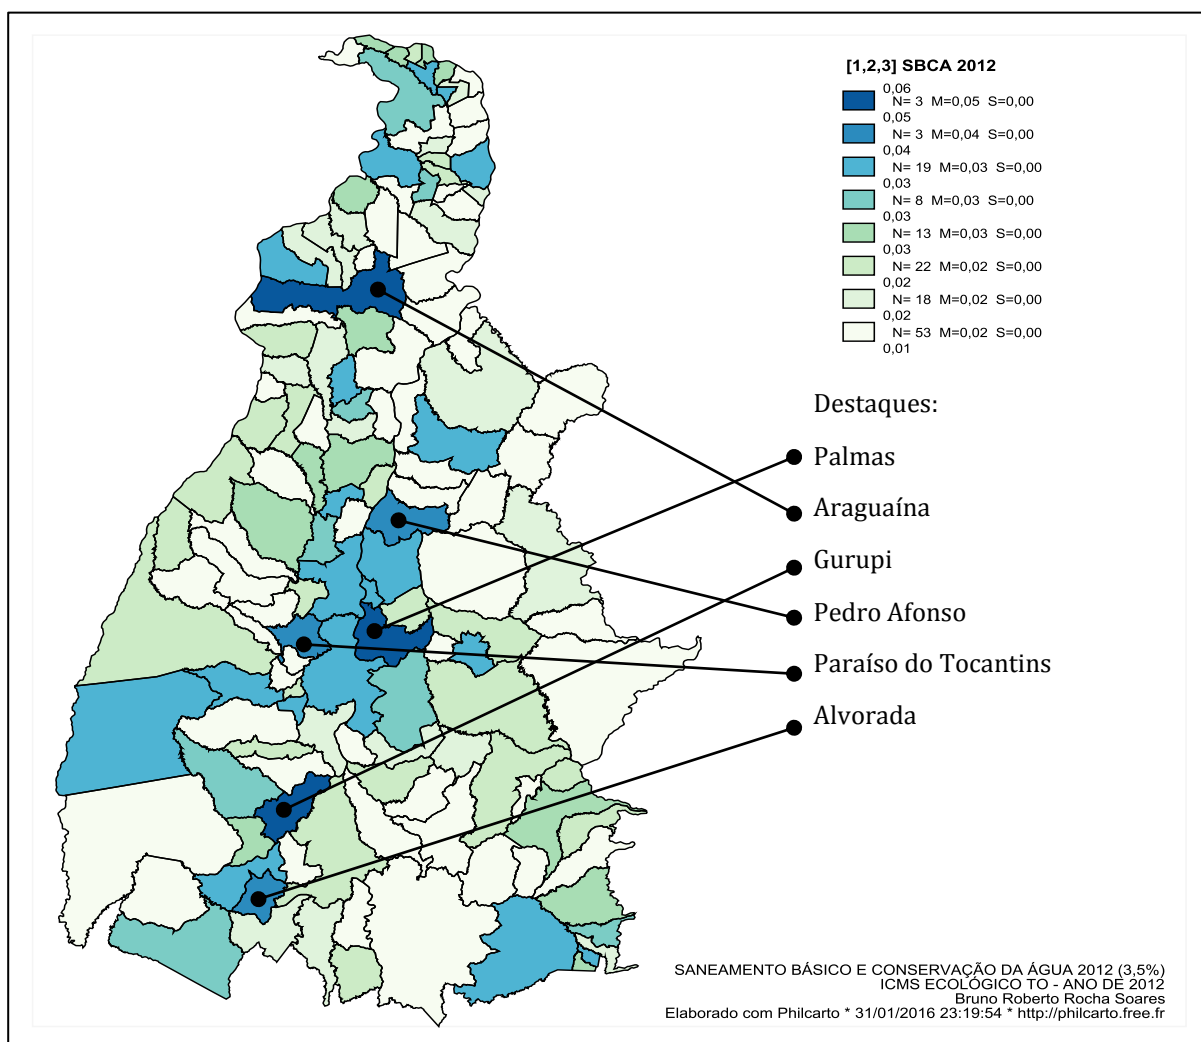 [1,2,3] SBCA 2012
0,06
N= 3 M=0,05 S=0,00
0,05
N= 3 M=0,04 S=0,00
0,04
N= 19 M=0,03 S=0,00
0,03
N= 8 M=0,03 S=0,00
0,03
N= 13 M=0,03 S=0,00
0,03
N= 22 M=0,02 S=0,00
0,02
N= 18 M=0,02 S=0,00
0,02
N= 53 M=0,02 S=0,00
0,01
Destaques:
Palmas
Araguaína
Gurupi
Pedro Afonso
Paraíso do Tocantins
Alvorada
SANEAMENTO BÁSICO E CONSERVAÇÃO DA ÁGUA 2012 (3,5%)
ICMS ECOLÓGICO TO - ANO DE 2012
Bruno Roberto Rocha Soares
Elaborado com Philcarto * 31/01/2016 23:19:54 * http://philcarto.free.fr